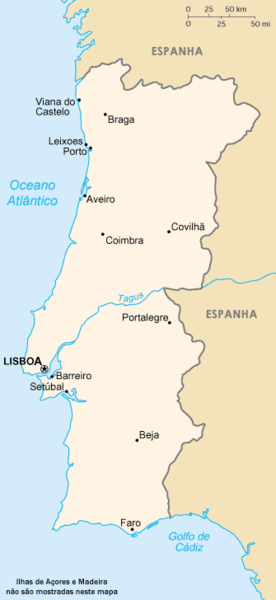 0 25 50 km
0 25 50 mi
ESPANHA
Viana do
Castelo
Braga
Leixoes
Porto
Oceano
Atlântico
Aveiro
Covilhã
Coimbra
Tagus
Portalegre
ESPANHA
LISBOA
Barreiro
Setúbal
Beja
Faro
Golfo de
Cádiz
Ilhas de Açores e Madeira
não são mostradas neste mapa